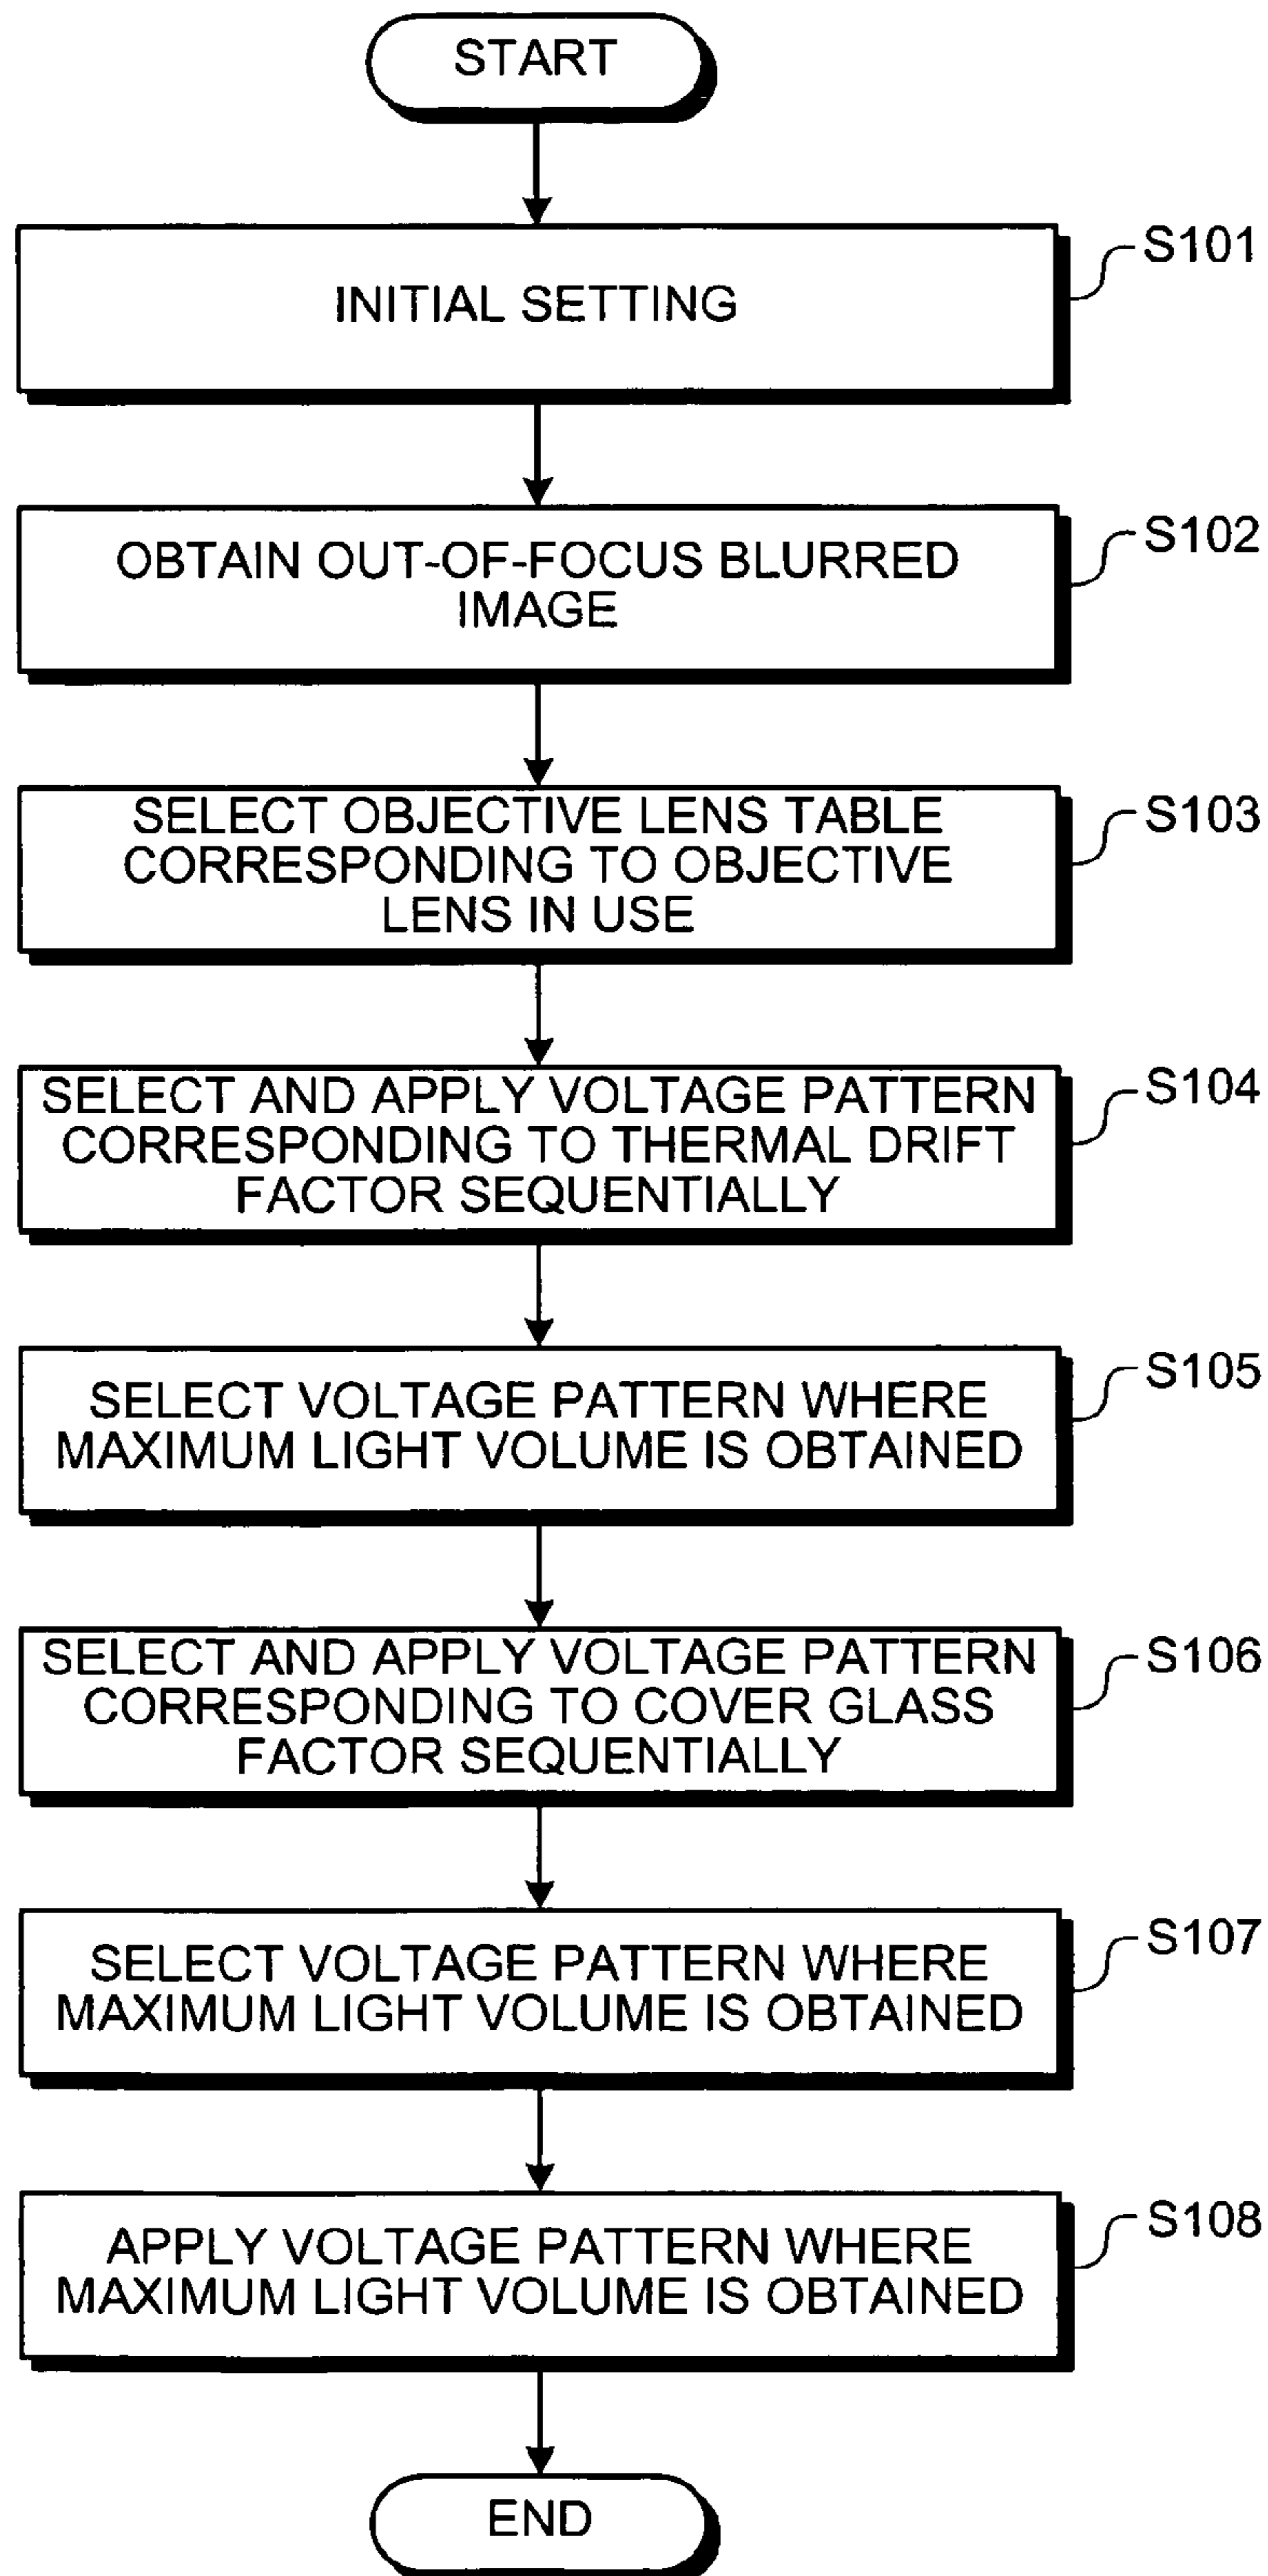 START
INITIAL SETTING
S101
OBTAIN OUT-OF-FOCUS BLURRED
IMAGE
S102
SELECT OBJECTIVE LENS TABLE
CORRESPONDING TO OBJECTIVE
LENS IN USE
S103
SELECT AND APPLY VOLTAGE PATTERN
CORRESPONDING TO THERMAL DRIFT
FACTOR SEQUENTIALLY
S104
SELECT VOLTAGE PATTERN WHERE
MAXIMUM LIGHT VOLUME IS OBTAINED
S105
SELECT AND APPLY VOLTAGE PATTERN
CORRESPONDING TO COVER GLASS
FACTOR SEQUENTIALLY
S106
SELECT VOLTAGE PATTERN WHERE
MAXIMUM LIGHT VOLUME IS OBTAINED
S107
APPLY VOLTAGE PATTERN WHERE
MAXIMUM LIGHT VOLUME IS OBTAINED
S108
END